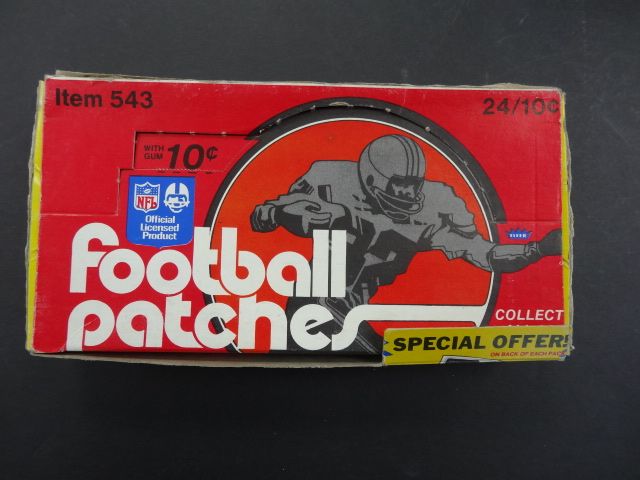 Item 543
24/10¢
WITH
GUM 10¢
NFL
Official
Licensed
Product
FLEER
football
patches
COLLECT
SPECIAL OFFER!
ON BACK OF EACH PACK